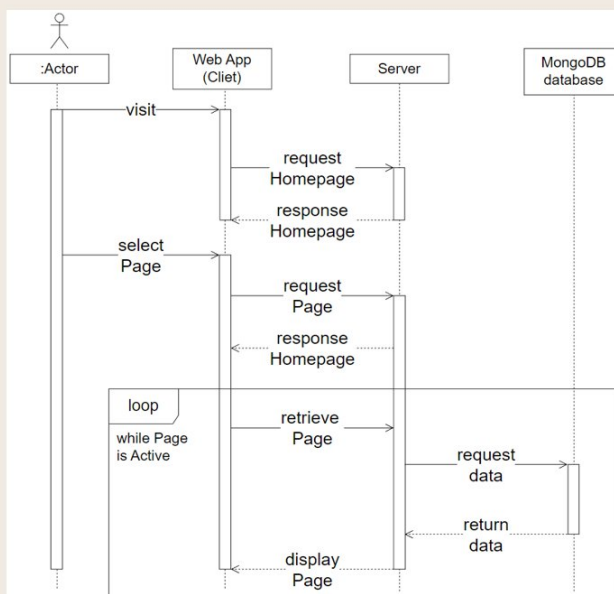 :Actor
Web App
(Cliet)
Server
MongoDB
database
visit
request
Homepage
response
Homepage
select
Page
request
Page
response
Homepage
loop
while Page
is Active
retrieve
Page
request
data
return
data
display
Page